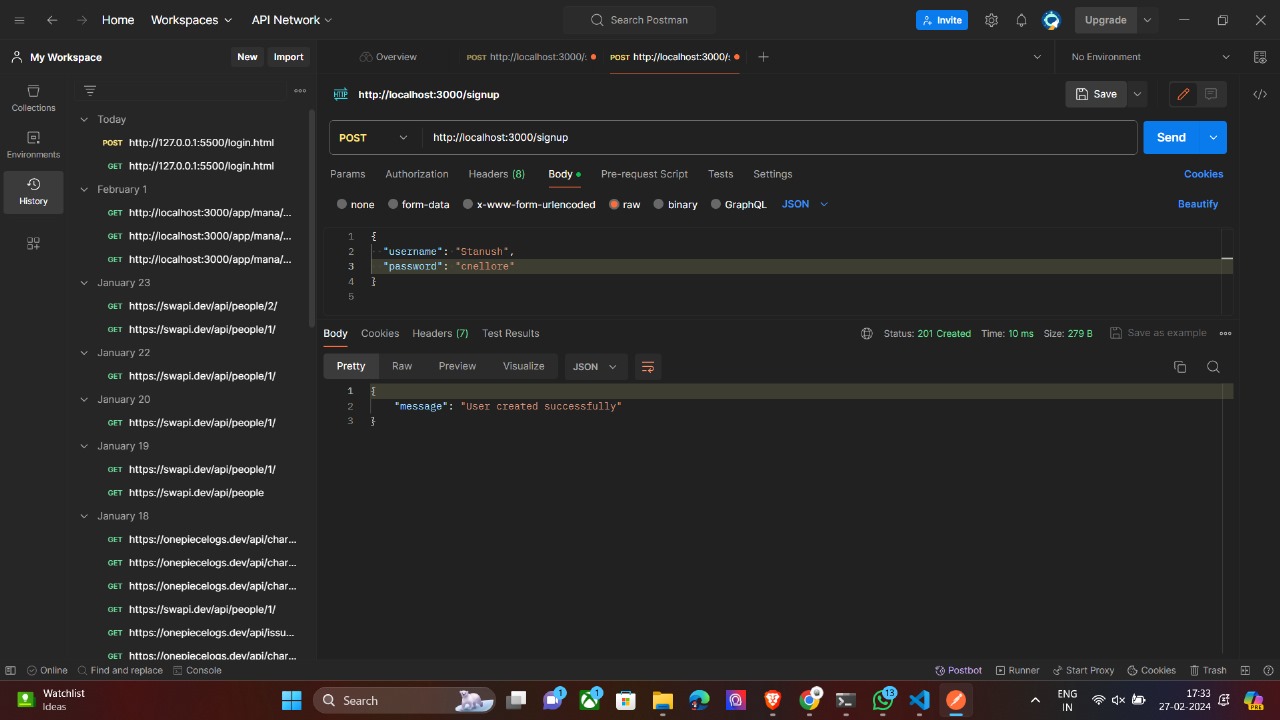 Home Workspaces API Network Search Postman Invite Upgrade
My Workspace New Import Overview POST http://localhost:3000/: POST http://localhost:3000/: No Environment
HTTP http://localhost:3000/signup Save
Collections
Environments
History
Today
POST http://127.0.0.1:5500/login.html
GET http://127.0.0.1:5500/login.html
February 1
GET http://localhost:3000/app/mana/...
GET http://localhost:3000/app/mana/...
GET http://localhost:3000/app/mana/...
January 23
GET https://swapi.dev/api/people/2/
GET https://swapi.dev/api/people/1/
January 22
GET https://swapi.dev/api/people/1/
January 20
GET https://swapi.dev/api/people/1/
January 19
GET https://swapi.dev/api/people/1/
GET https://swapi.dev/api/people
January 18
GET https://onepiecelogs.dev/api/char...
GET https://onepiecelogs.dev/api/char...
GET https://onepiecelogs.dev/api/char...
GET https://swapi.dev/api/people/1/
GET https://onepiecelogs.dev/api/issu...
GET https://onepiecelogs.dev/api/char...
POST http://localhost:3000/signup Send
Params Authorization Headers (8) Body Pre-request Script Tests Settings Cookies
none form-data x-www-form-urlencoded raw binary GraphQL JSON Beautify
1 {
2 "username": "Stanush",
3 "password": "cnellore"
4 }
5
Body Cookies Headers (7) Test Results Status: 201 Created Time: 10 ms Size: 279 B Save as example
Pretty Raw Preview Visualize JSON
1 {
2 "message": "User created successfully"
3 }
Online Find and replace Console Postbot Runner Start Proxy Cookies Trash
Watchlist
Ideas
Search
1
1
13
ENG
IN
17:33
27-02-2024
PRE